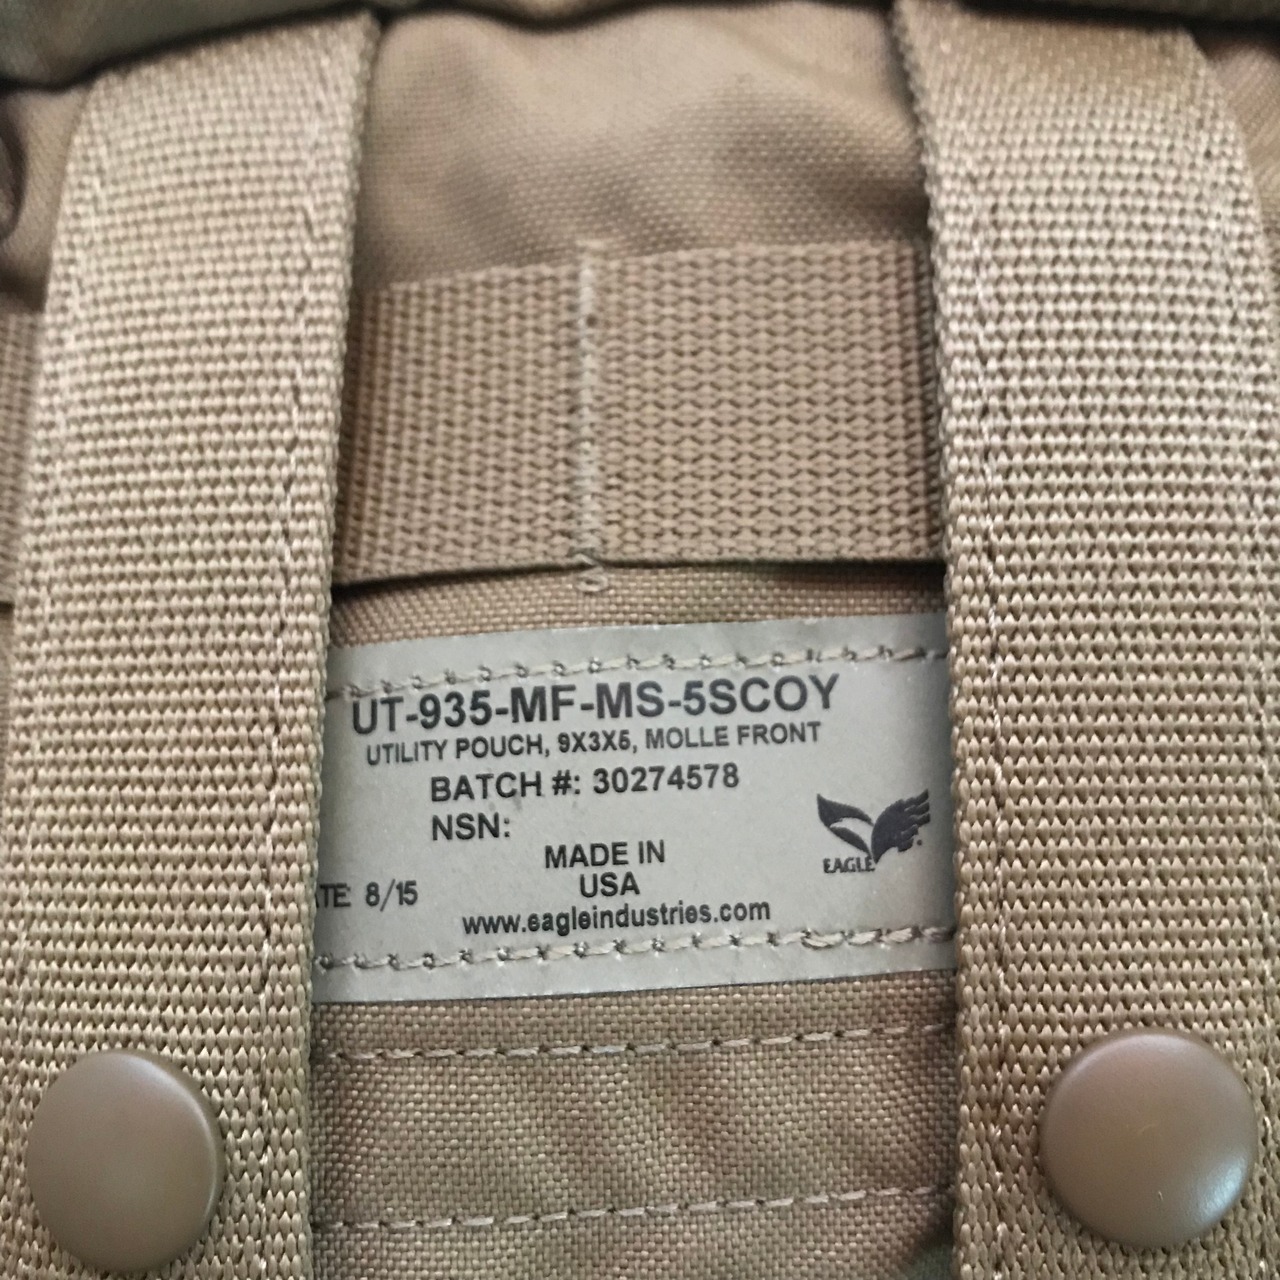 UT-935-MF-MS-5SCOY
UTILITY POUCH, 9X3X5, MOLLE FRONT
BATCH #: 30274578
NSN:
MADE IN
USA
TE: 8/15
www.eagleindustries.com
EAGLE